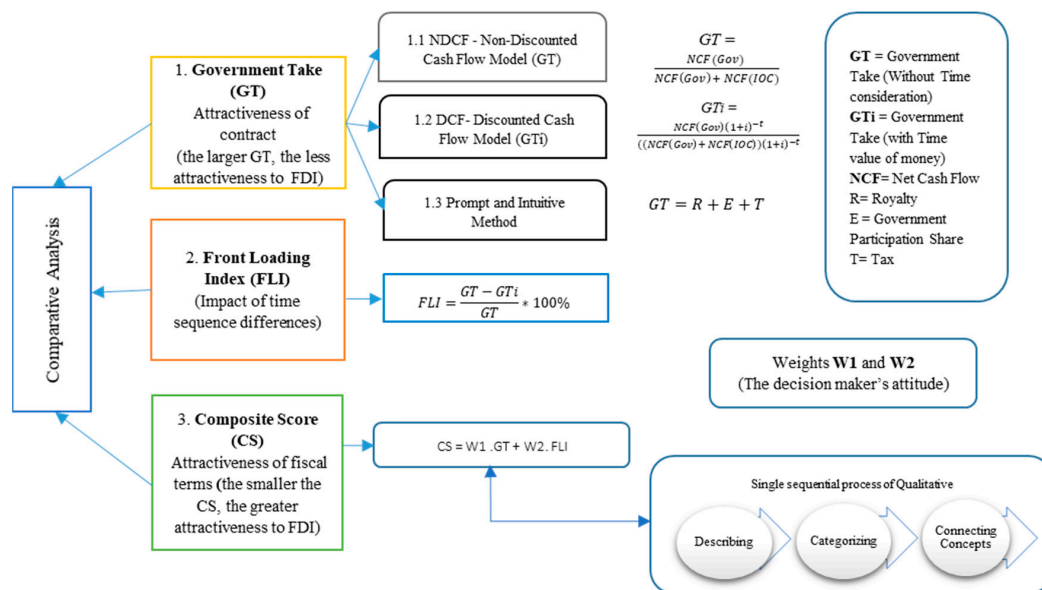 Comparative Analysis
1. Government Take
(GT)
Attractiveness of
contract
(the larger GT, the less
attractiveness to FDI)
1.1 NDCF - Non-Discounted
Cash Flow Model (GT)
1.2 DCF- Discounted Cash
Flow Model (GTi)
1.3 Prompt and Intuitive
Method
GT =
NCF(Gov)
NCF(Gov)+ NCF(IOC)
GTi =
NCF(Gov)(1+i)^{-t}
((NCF(Gov)+NCF(IOC))(1+i)^{-t}
GT = R + E + T
GT = Government
Take (Without Time
consideration)
GTi = Government
Take (with Time
value of money)
NCF= Net Cash Flow
R= Royalty
E = Government
Participation Share
T= Tax
2. Front Loading
Index (FLI)
(Impact of time
sequence differences)
FLI = \frac{GT - GTi}{GT} * 100%
Weights W1 and W2
(The decision maker's attitude)
3. Composite Score
(CS)
Attractiveness of fiscal
terms (the smaller the
CS, the greater
attractiveness to FDI)
CS = W1 .GT + W2. FLI
Single sequential process of Qualitative
Describing
Categorizing
Connecting
Concepts